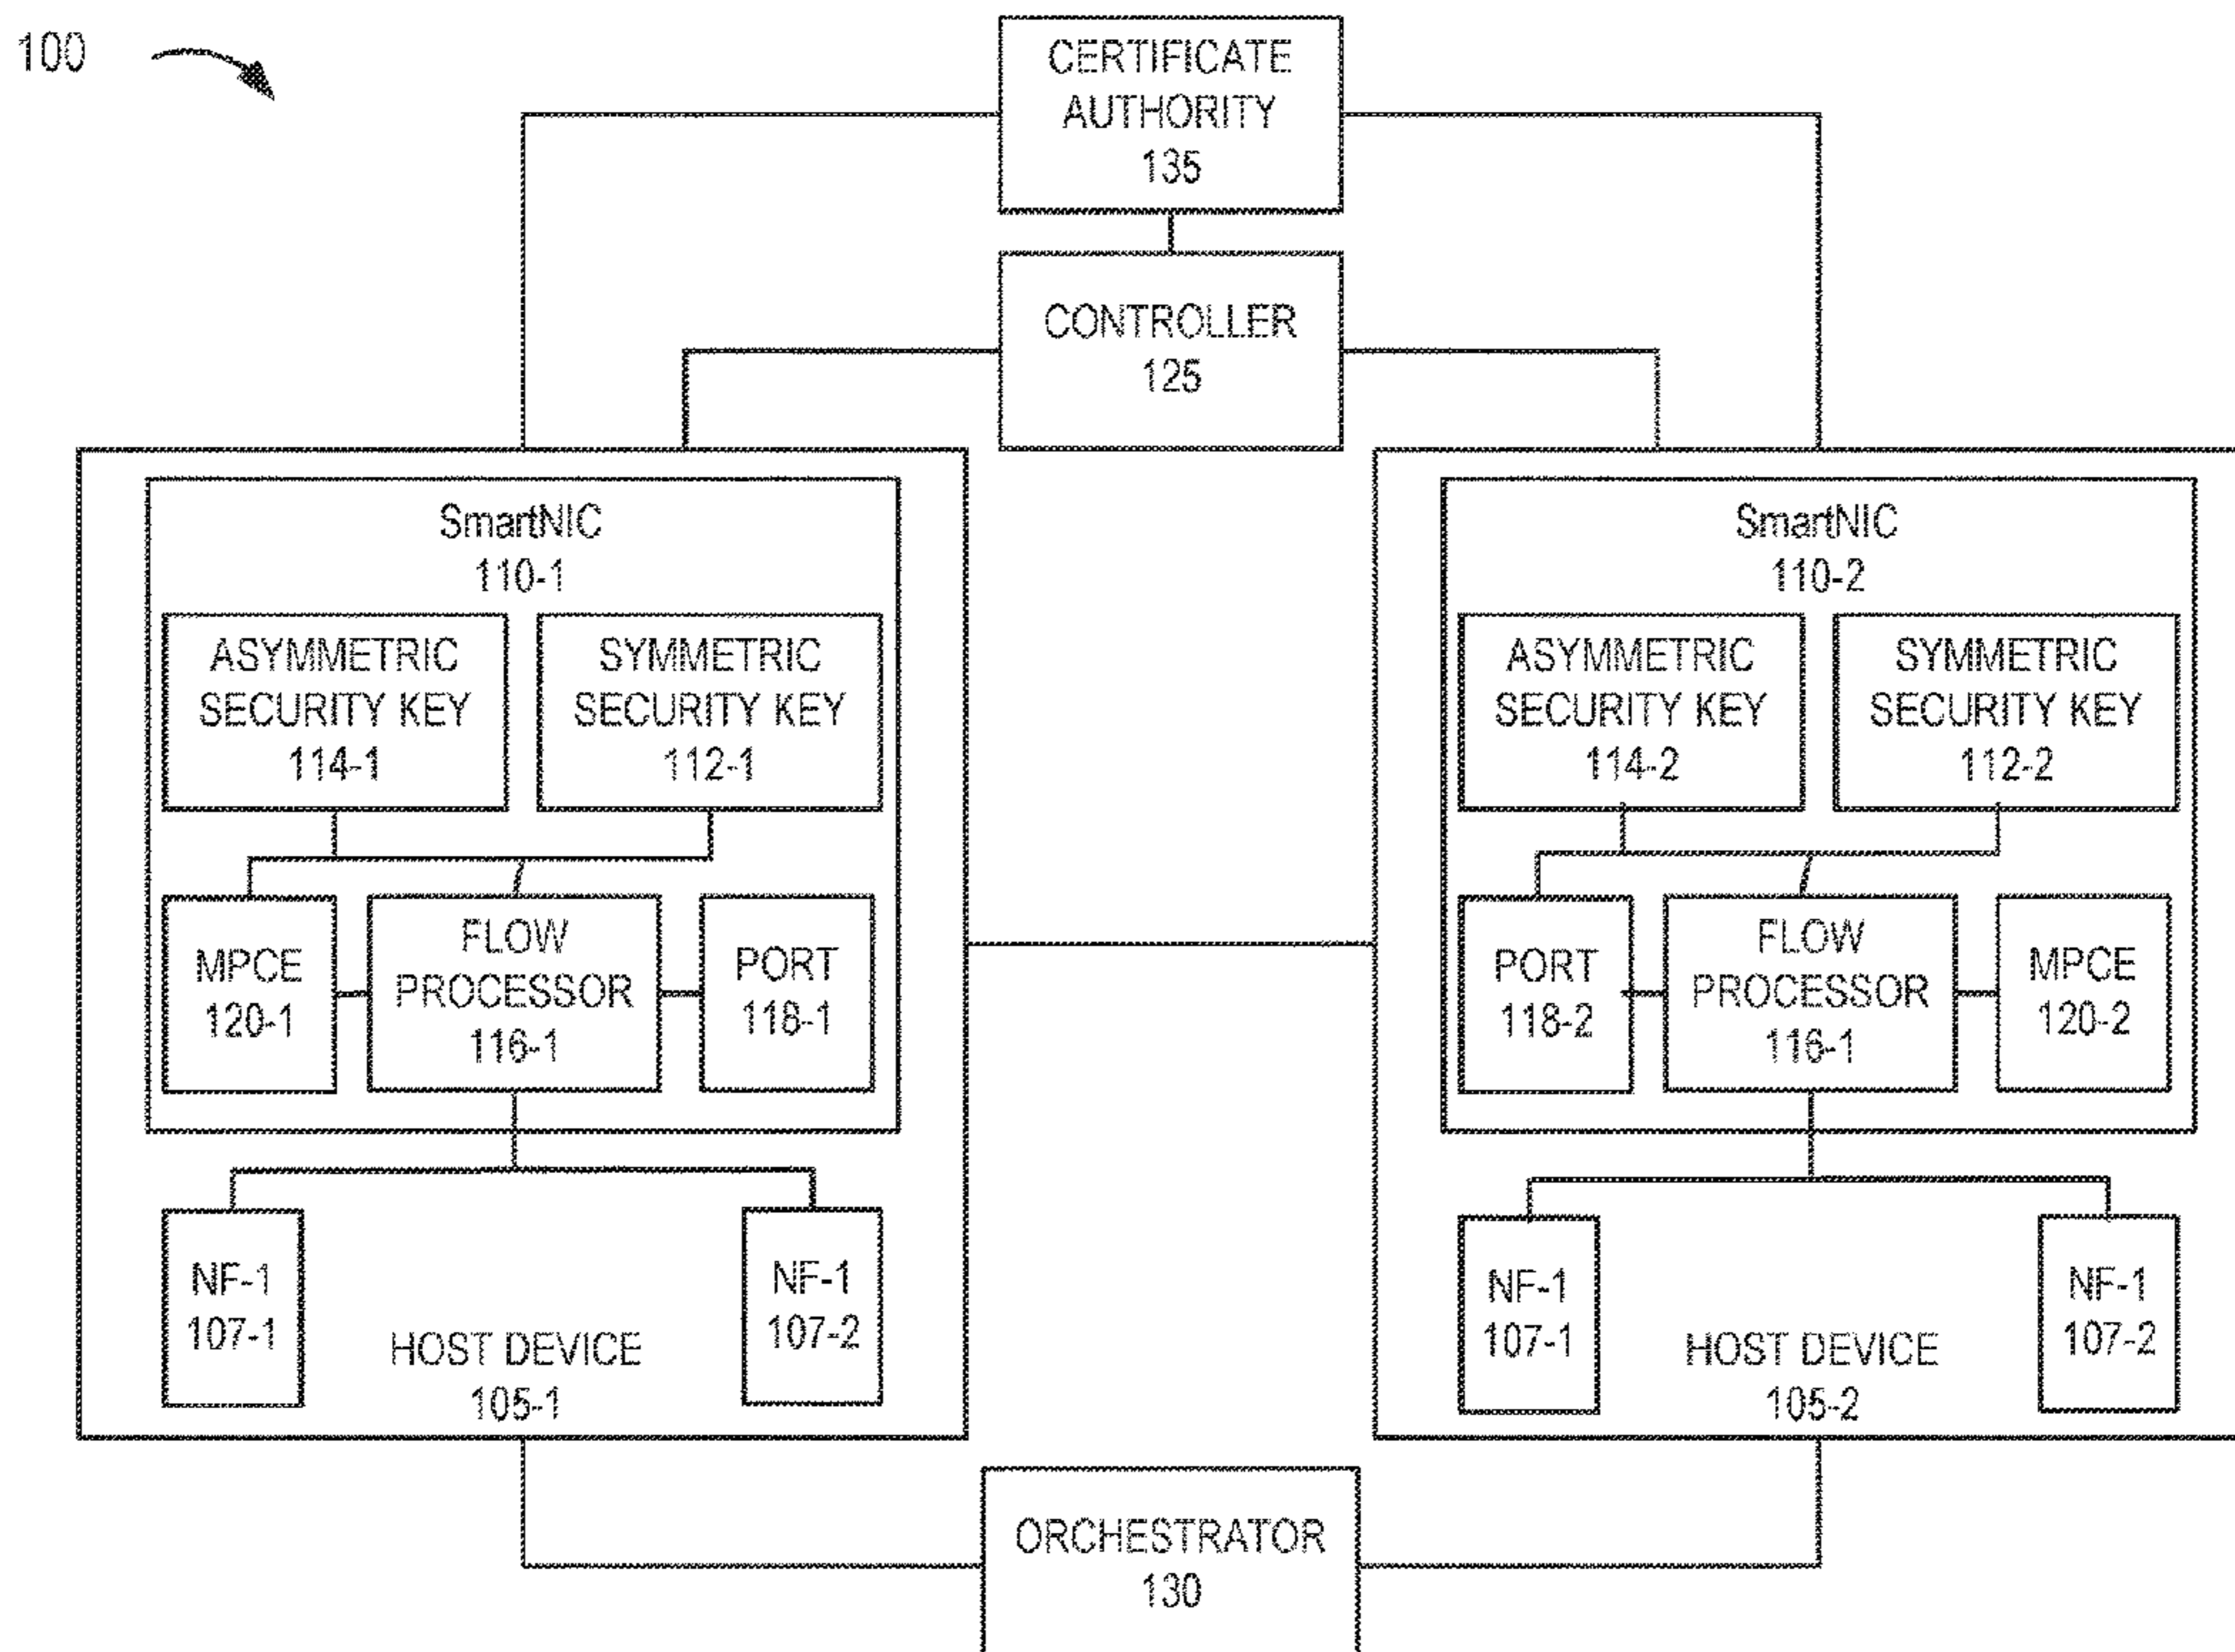 100
CERTIFICATE
AUTHORITY
135
CONTROLLER
125
SmartNIC
110-1
ASYMMETRIC
SECURITY KEY
114-1
SYMMETRIC
SECURITY KEY
112-1
MPCE
120-1
FLOW
PROCESSOR
116-1
PORT
118-1
NF-1
107-1
NF-1
107-2
HOST DEVICE
105-1
SmartNIC
110-2
ASYMMETRIC
SECURITY KEY
114-2
SYMMETRIC
SECURITY KEY
112-2
PORT
118-2
FLOW
PROCESSOR
116-1
MPCE
120-2
NF-1
107-1
NF-1
107-2
HOST DEVICE
105-2
ORCHESTRATOR
130